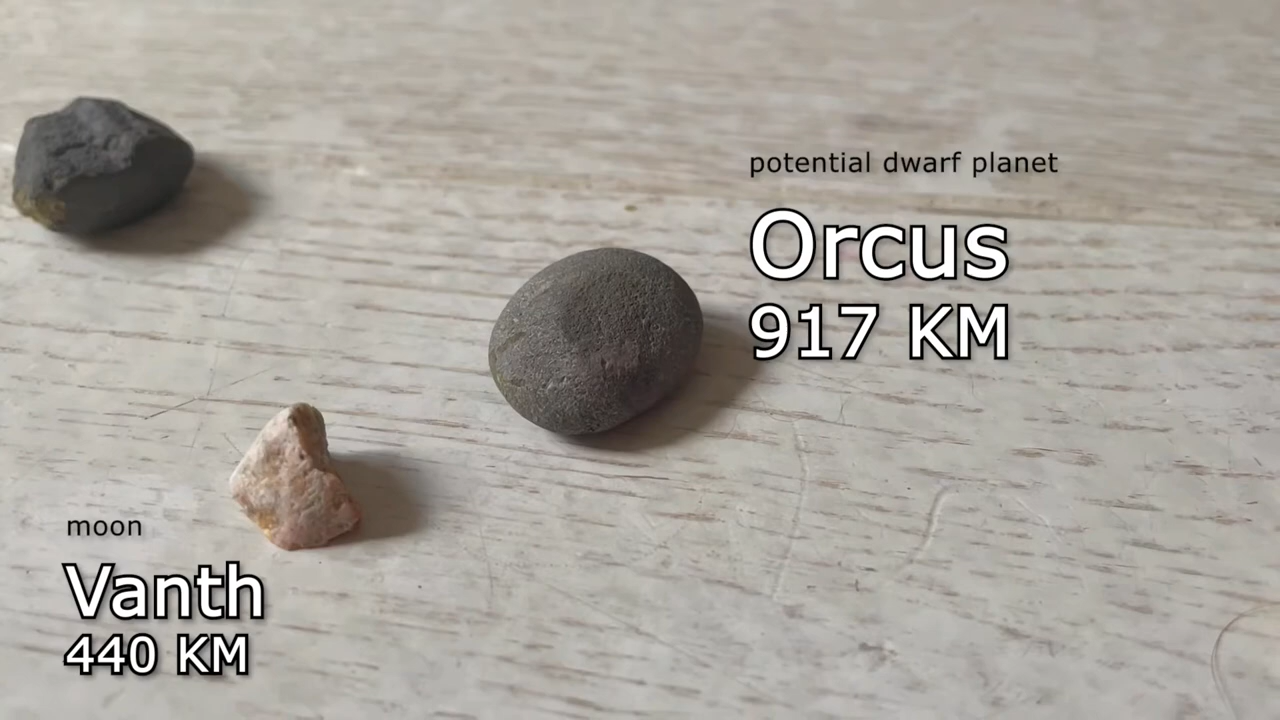 potential dwarf planet
Orcus
917 KM
moon
Vanth
440 KM